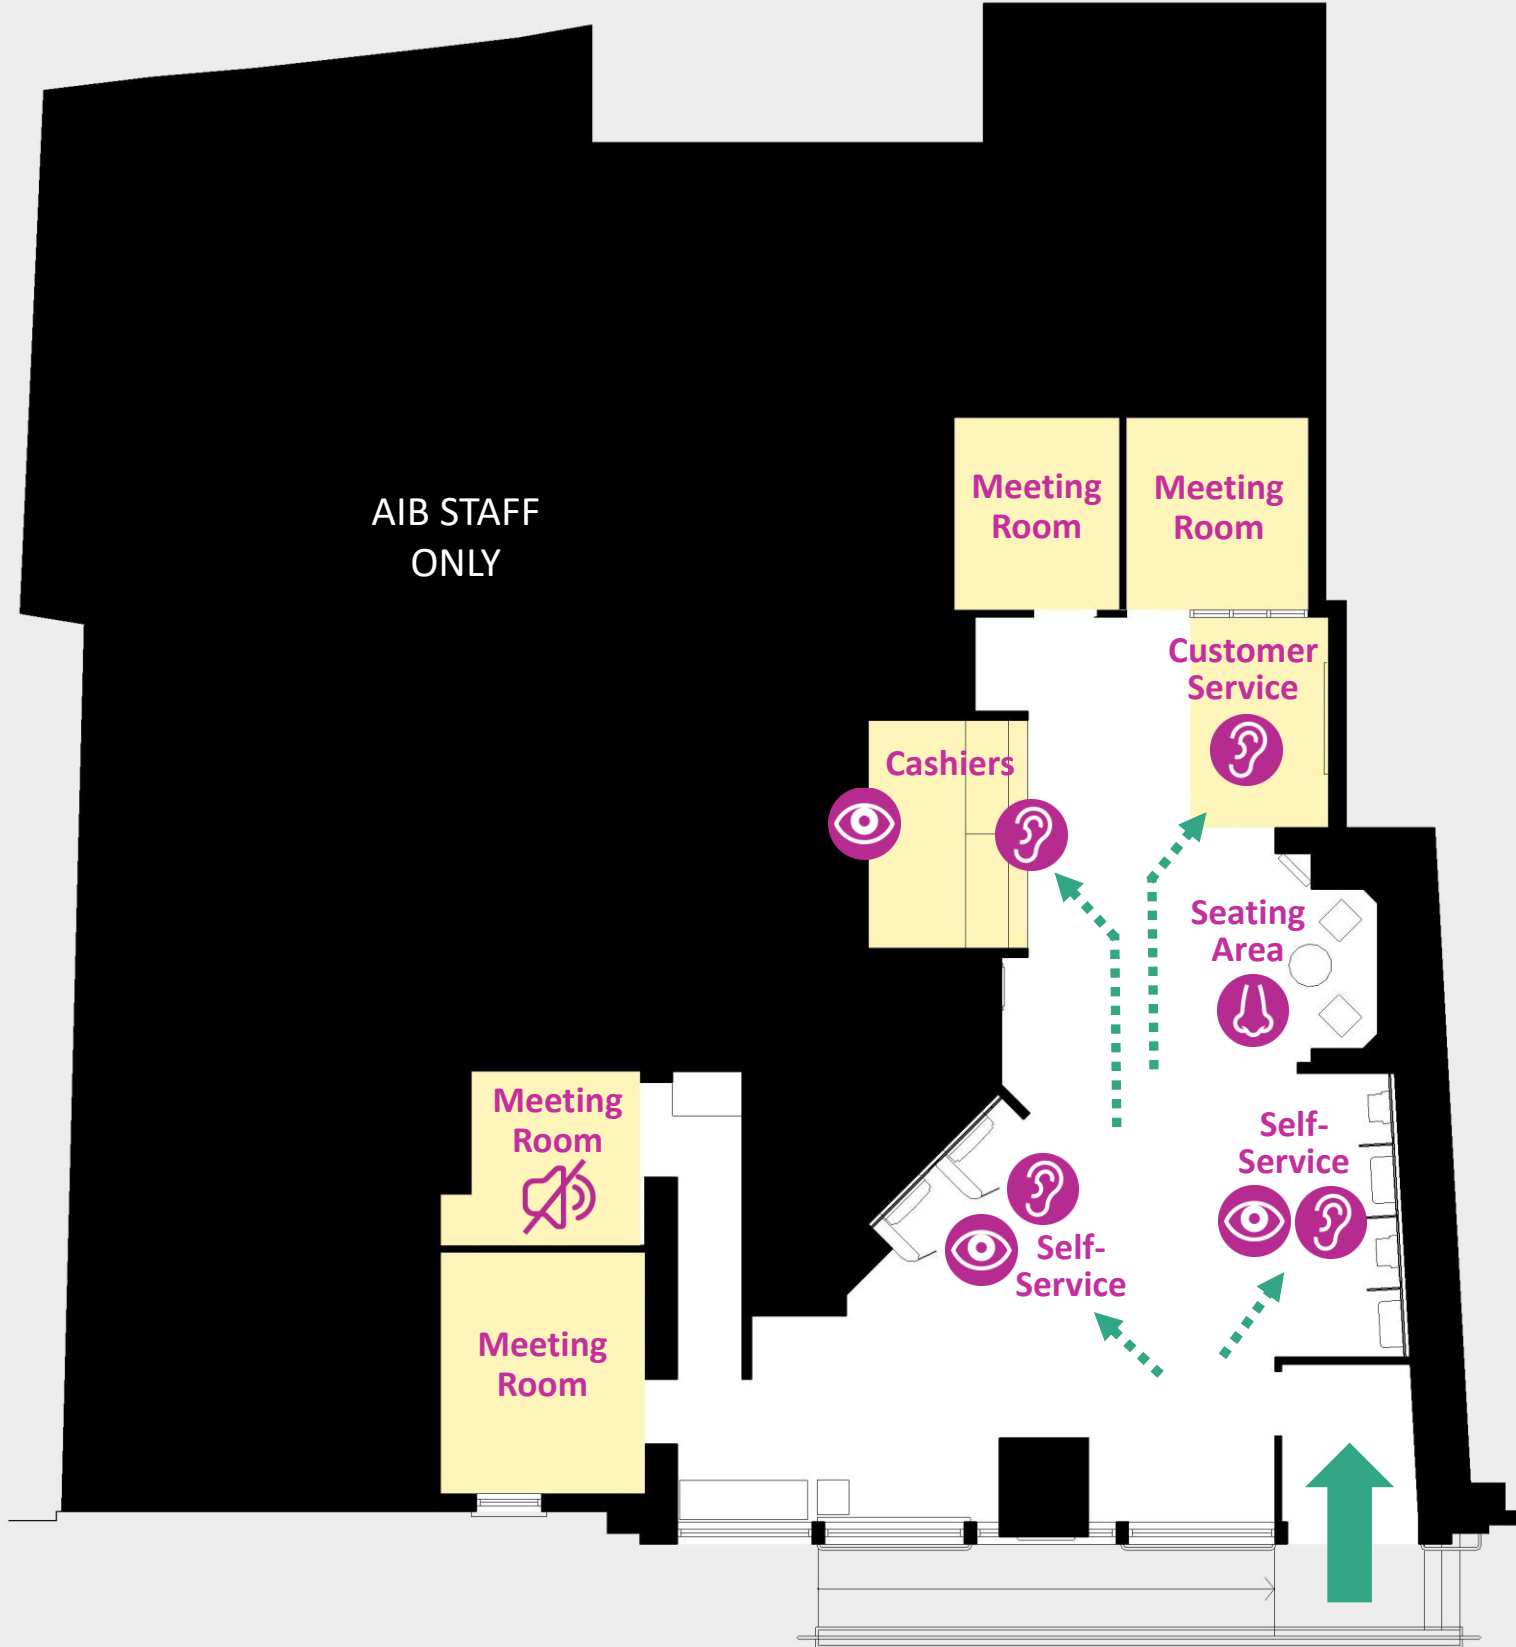 AIB STAFF
ONLY
Meeting
Room
Meeting
Room
Customer
Service
Cashiers
Seating
Area
Meeting
Room
Self-
Service
Self-
Service
Meeting
Room